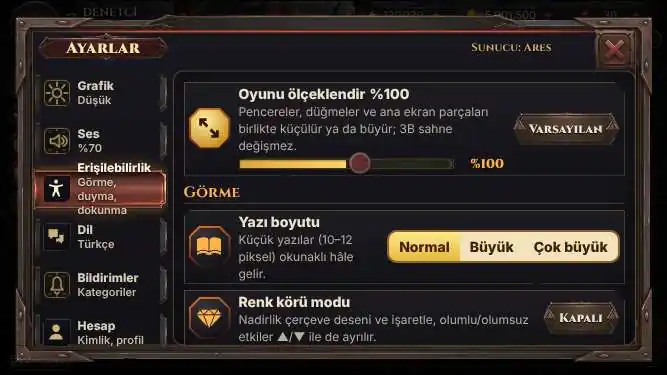 DENETCİ
AYARLAR
SUNUCU: ARES
Grafik
Düşük
Ses
%70
Erişilebilirlik
Görme,
duyma,
dokunma
Dil
Türkçe
Bildirimler
Kategoriler
Hesap
Kimlik, profil
Oyunu ölçeklendir %100
Pencereler, düğmeler ve ana ekran parçaları
birlikte küçülür ya da büyür; 3B sahne
değişmez.
VARSAYILAN
%100
GÖRME
Yazı boyutu
Küçük yazılar (10–12
piksel) okunaklı hâle
gelir.
Normal Büyük Çok büyük
Renk körü modu
Nadirlik çerçeve deseni ve işaretle, olumlu/olumsuz
etkiler ▲/▼ ile de ayrılır.
KAPALI